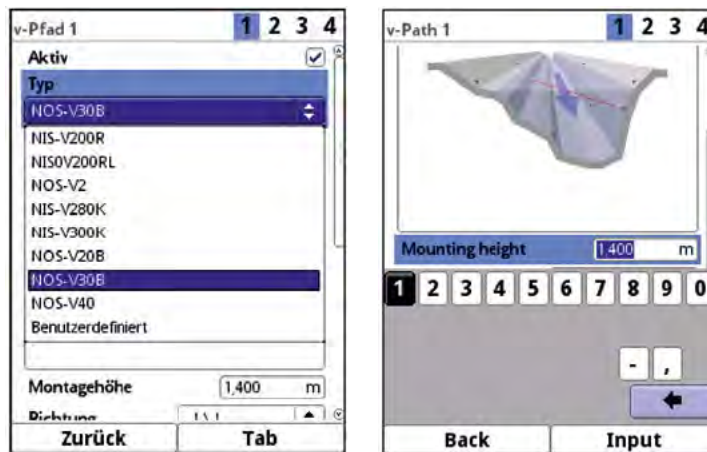 v-Pfad 1 1 2 3 4
Aktiv
Typ
NOS-V30B
NIS-V200R
NIS0V200RL
NOS-V2
NIS-V280K
NIS-V300K
NOS-V20B
NOS-V30B
NOS-V40
Benutzerdefiniert
Montagehöhe 1,400 m
Richtung
Zurück Tab
v-Path 1 1 2 3 4
Mounting height 1.400 m
1 2 3 4 5 6 7 8 9 0
- ,
Back Input